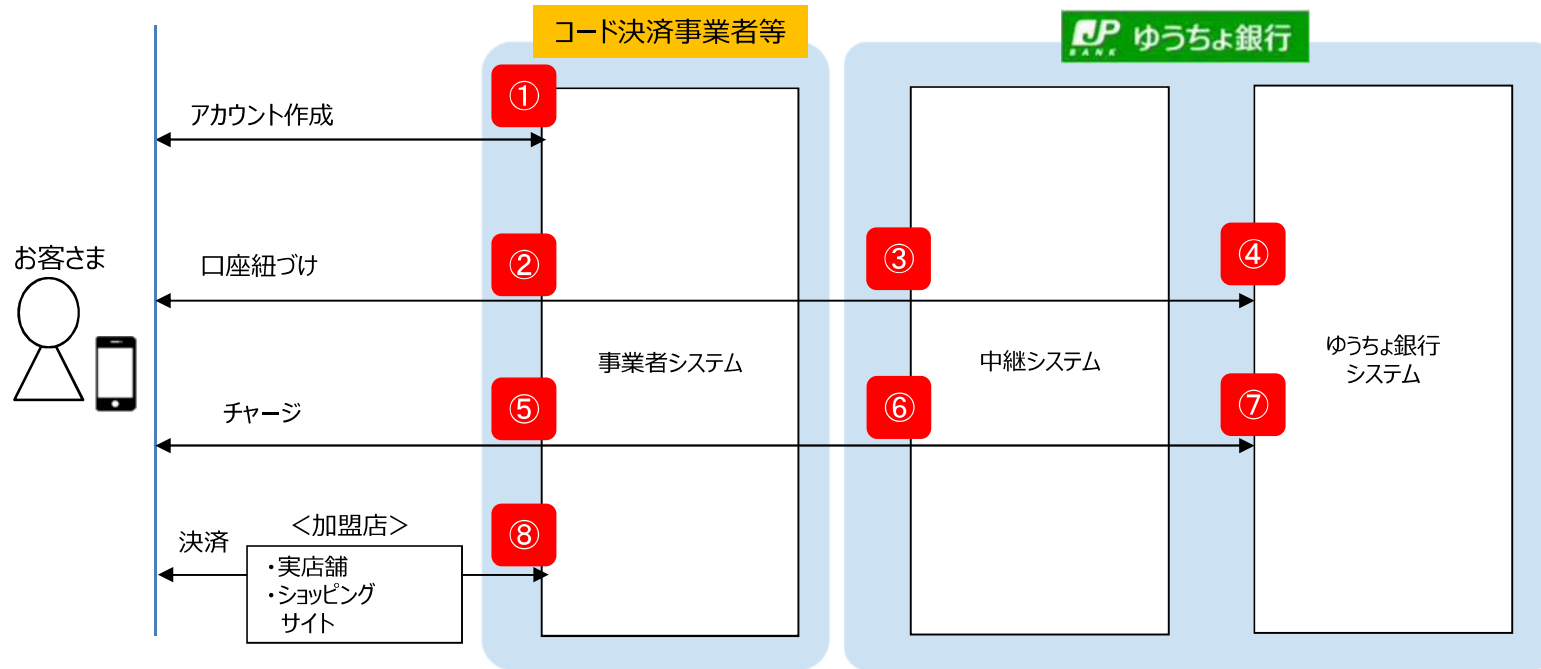 コード決済事業者等
JP
BANK
ゆうちょ銀行
①
アカウント作成
お客さま
口座紐づけ
②
③
④
事業者システム
中継システム
ゆうちょ銀行
システム
チャージ
⑤
⑥
⑦
決済
<加盟店>
⑧
・実店舗
・ショッピング
サイト